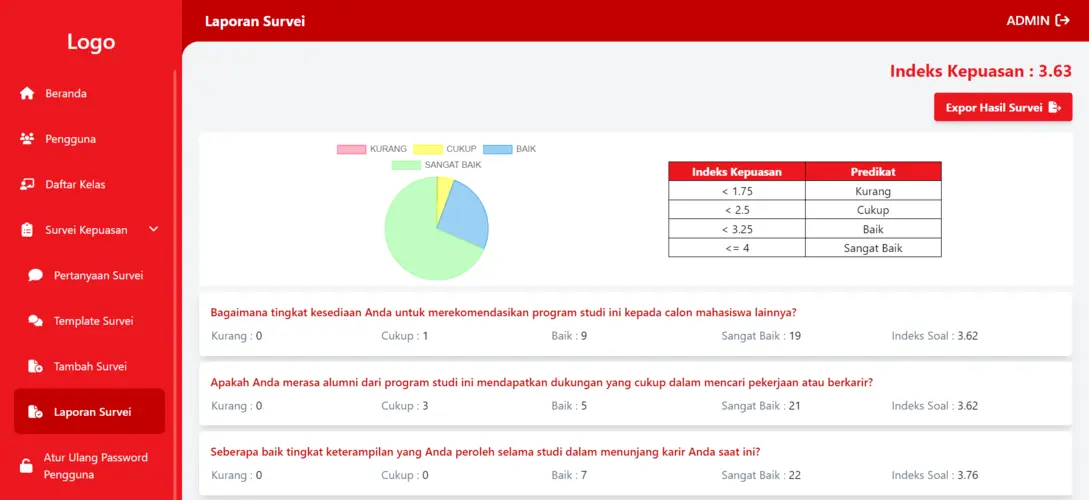 Logo
Beranda
Pengguna
Daftar Kelas
Survei Kepuasan
Pertanyaan Survei
Template Survei
Tambah Survei
Laporan Survei
Atur Ulang Password
Pengguna
Laporan Survei
ADMIN
Indeks Kepuasan : 3.63
Expor Hasil Survei
KURANG CUKUP BAIK
SANGAT BAIK
Indeks Kepuasan Predikat
< 1.75 Kurang
< 2.5 Cukup
< 3.25 Baik
<= 4 Sangat Baik
Bagaimana tingkat kesediaan Anda untuk merekomendasikan program studi ini kepada calon mahasiswa lainnya?
Kurang : 0 Cukup : 1 Baik : 9 Sangat Baik : 19 Indeks Soal : 3.62
Apakah Anda merasa alumni dari program studi ini mendapatkan dukungan yang cukup dalam mencari pekerjaan atau berkarir?
Kurang : 0 Cukup : 3 Baik : 5 Sangat Baik : 21 Indeks Soal : 3.62
Seberapa baik tingkat keterampilan yang Anda peroleh selama studi dalam menunjang karir Anda saat ini?
Kurang : 0 Cukup : 0 Baik : 7 Sangat Baik : 22 Indeks Soal : 3.76